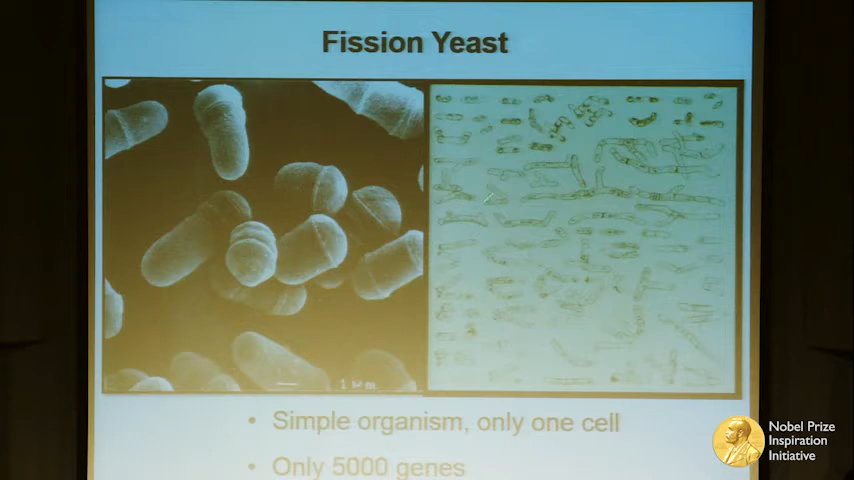 Fission Yeast
• Simple organism, only one cell
• Only 5000 genes
Nobel Prize
Inspiration
Initiative